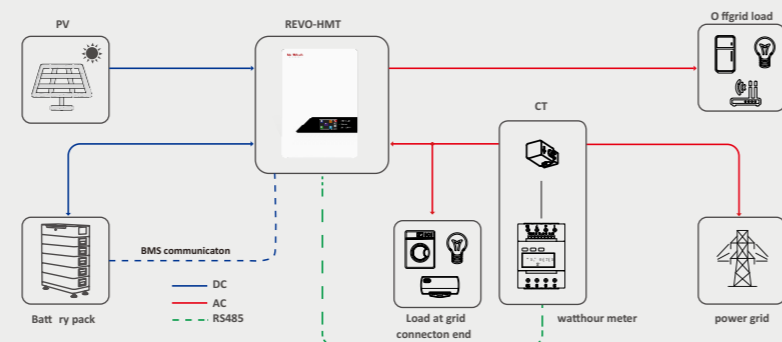 PV
REVO-HMT
O ffgrid load
CT
BMS communicaton
Batt ry pack
DC
AC
RS485
Load at grid
connecton end
watthour meter
power grid